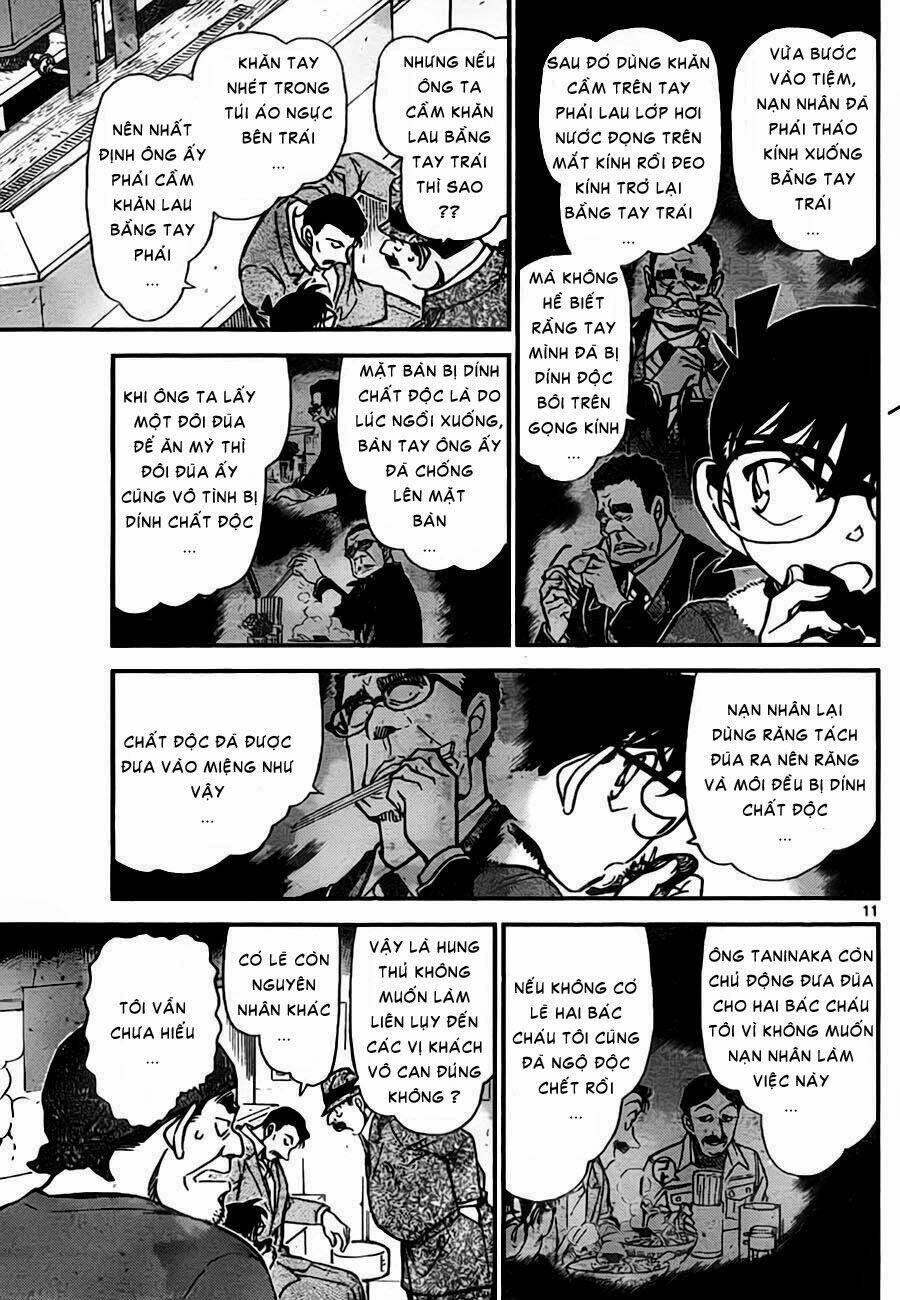 VỪA BƯỚC
VÀO TIỆM,
NẠN NHÂN ĐÃ
PHẢI THÁO
KÍNH XUỐNG
BẰNG TAY
TRÁI
...
SAU ĐÓ DÙNG KHĂN
CẦM TRÊN TAY
PHẢI LAU LỚP HƠI
NƯỚC ĐỌNG TRÊN
MẮT KÍNH RỒI ĐEO
KÍNH TRỞ LẠI
BẰNG TAY TRÁI
...
MÀ KHÔNG
HỀ BIẾT
RẰNG TAY
MÌNH ĐÃ BỊ
DÍNH ĐỘC
BÔI TRÊN
GỌNG KÍNH
...
NHƯNG NẾU
ÔNG TA
CẦM KHĂN
LAU BẰNG
TAY TRÁI
THÌ SAO
??
KHĂN TAY
NHÉT TRONG
TÚI ÁO NGỰC
BÊN TRÁI
...
NÊN NHẤT
ĐỊNH ÔNG ẤY
PHẢI CẦM
KHĂN LAU
BẰNG TAY
PHẢI
...
MẶT BÀN BỊ DÍNH
CHẤT ĐỘC LÀ DO
LÚC NGỒI XUỐNG,
BÀN TAY ÔNG ẤY
ĐÃ CHỐNG
LÊN MẶT
BÀN
...
KHI ÔNG TA LẤY
MỘT ĐÔI ĐŨA
ĐỂ ĂN MỲ THÌ
ĐÔI ĐŨA ẤY
CŨNG VÔ TÌNH BỊ
DÍNH CHẤT ĐỘC
...
NẠN NHÂN LẠI
DÙNG RĂNG TÁCH
ĐŨA RA NÊN RĂNG
VÀ MÔI ĐỀU BỊ DÍNH
CHẤT ĐỘC
...
CHẤT ĐỘC ĐÃ ĐƯỢC
ĐƯA VÀO MIỆNG NHƯ
VẬY
...
11
ÔNG TANINAKA CÒN
CHỦ ĐỘNG ĐƯA ĐŨA
CHO HAI BÁC CHÁU
TÔI VÌ KHÔNG MUỐN
NẠN NHÂN LÀM
VIỆC NÀY
...
NẾU KHÔNG CÓ
LẼ HAI BÁC
CHÁU TÔI CŨNG
ĐÃ NGỘ ĐỘC
CHẾT RỒI
...
VẬY LÀ HUNG
THỦ KHÔNG
MUỐN LÀM
LIÊN LỤY ĐẾN
CÁC VỊ KHÁCH
VÔ CAN ĐÚNG
KHÔNG ?
CÓ LẼ CÒN
NGUYÊN
NHÂN KHÁC
...
TÔI VẪN
CHƯA HIỂU
...